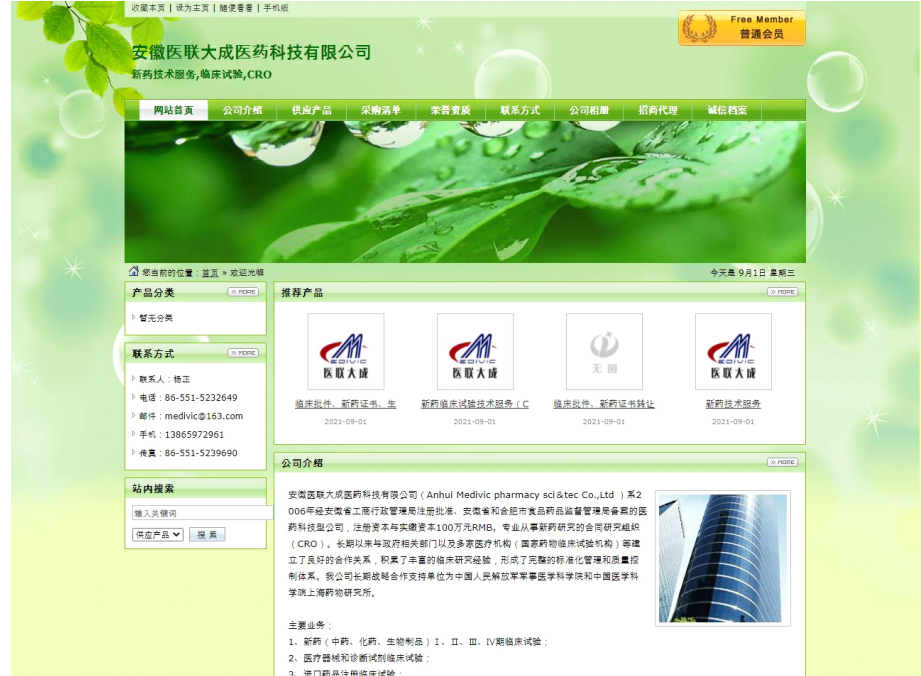 收藏本页 | 设为主页 | 随便看看 | 手机版
Free Member
普通会员
安徽医联大成医药科技有限公司
新药技术服务,临床试验,CRO
网站首页 公司介绍 供应产品 采购清单 荣誉资质 联系方式 公司相册 招商代理 诚信档案
您当前的位置：首页 » 欢迎光临
今天是 9月1日 星期三
产品分类
» MORE
暂无分类
联系方式
» MORE
联系人：杨正
电话：86-551-5232649
邮件：medivic@163.com
手机：13865972961
传真：86-551-5239690
站内搜索
输入关键词
供应产品 搜 索
推荐产品
» MORE
MEDIVIC MEDIVIC MEDIVIC
医联大成 医联大成 无图 医联大成
临床批件、新药证书、生 新药临床试验技术服务（C 临床批件、新药证书转让 新药技术服务
2021-09-01 2021-09-01 2021-09-01 2021-09-01
公司介绍
» MORE
安徽医联大成医药科技有限公司（Anhui Medivic pharmacy sci&tec Co.,Ltd ）系2
006年经安徽省工商行政管理局注册批准、安徽省和合肥市食品药品监督管理局备案的医
药科技型公司，注册资本与实缴资本100万元RMB。专业从事新药研究的合同研究组织
（CRO）。长期以来与政府相关部门以及多家医疗机构（国家药物临床试验机构）等建
立了良好的合作关系，积累了丰富的临床研究经验，形成了完整的标准化管理和质量控
制体系。我公司长期战略合作支持单位为中国人民解放军军事医学科学院和中国医学科
学院上海药物研究所。
主要业务：
1、新药（中药、化药、生物制品）Ⅰ、Ⅱ、Ⅲ、Ⅳ期临床试验；
2、医疗器械和诊断试剂临床试验；
3、进口药品注册临床试验；